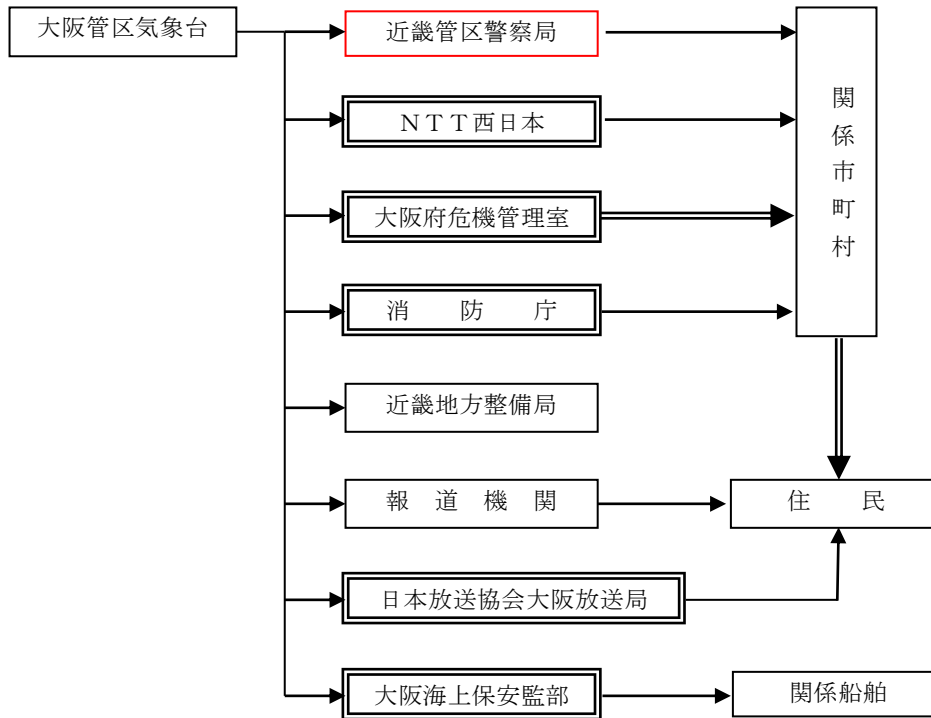 大阪管区気象台
近畿管区警察局
ＮＴＴ西日本
大阪府危機管理室
消　防　庁
近畿地方整備局
報　道　機　関
日本放送協会大阪放送局
大阪海上保安監部
関係市町村
住　民
関係船舶